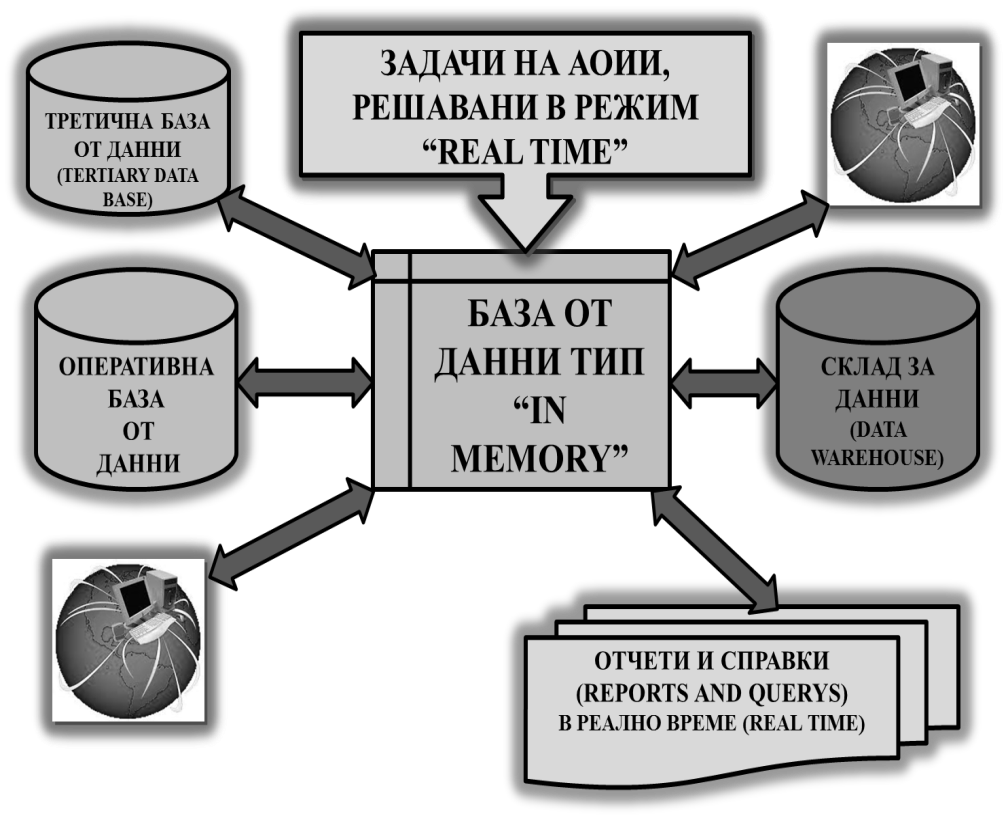 ЗАДАЧИ НА АОИИ,
РЕШАВАНИ В РЕЖИМ
“REAL TIME”
ТРЕТИЧНА БАЗА
ОТ ДАННИ
(TERTIARY DATA
BASE)
ОПЕРАТИВНА
БАЗА
ОТ
ДАННИ
БАЗА ОТ
ДАННИ ТИП
“IN
MEMORY”
СКЛАД ЗА
ДАННИ
(DATA
WAREHOUSE)
ОТЧЕТИ И СПРАВКИ
(REPORTS AND QUERYS)
В РЕАЛНО ВРЕМЕ (REAL TIME)